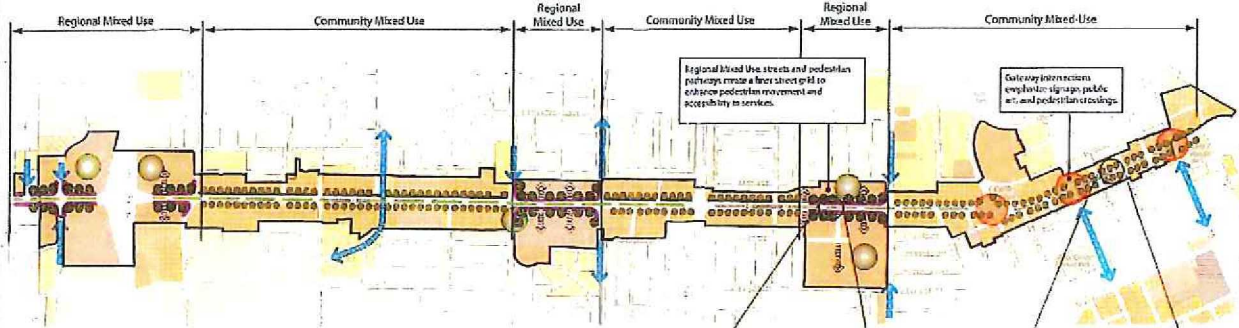 Regional Mixed Use
Community Mixed Use
Regional
Mixed Use
Community Mixed Use
Regional
Mixed Use
Community Mixed-Use
Regional Mixed Use, streets and pedestrian
pathways create a finer street grid to
enhance pedestrian movement and
accessibility to services.
Gateway intersections
emphasize signage, public
art, and pedestrian crossings.